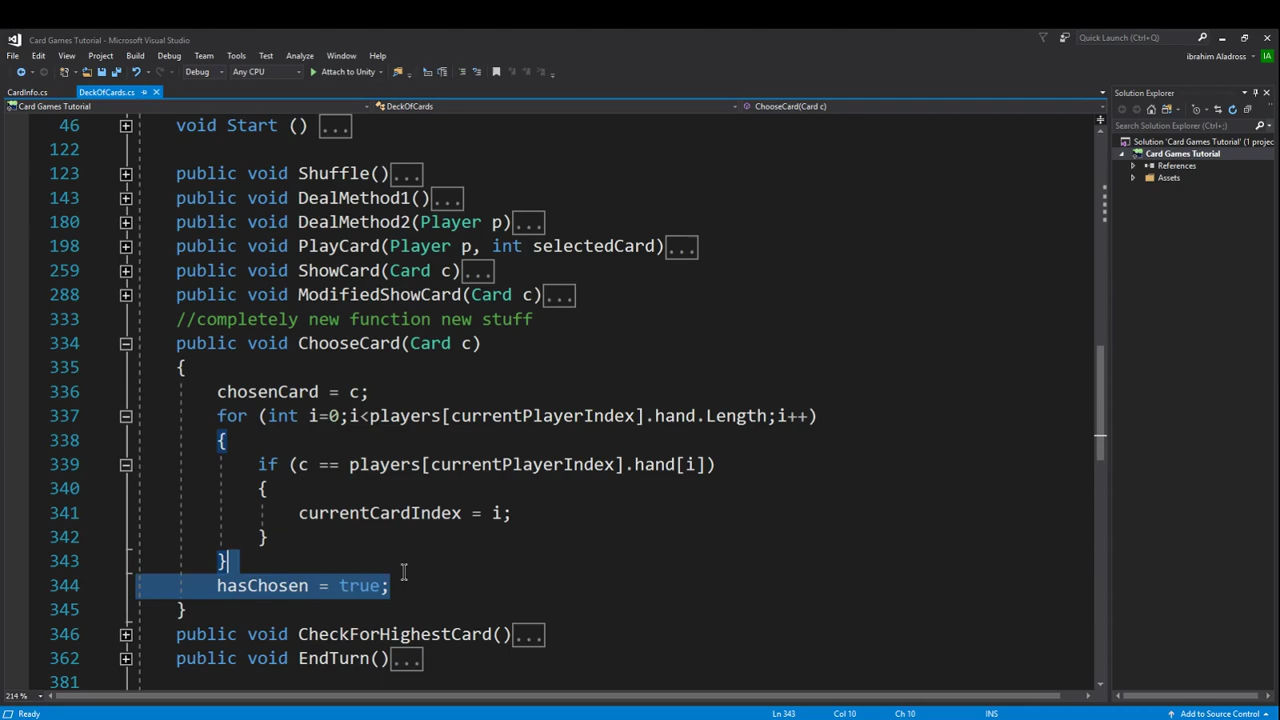 Card Games Tutorial - Microsoft Visual Studio
Quick Launch (Ctrl+Q)
File Edit View Project Build Debug Team Tools Test Analyze Window Help
ibrahim Aladross IA
Debug Any CPU Attach to Unity
CardInfo.cs DeckOfCards.cs
Solution Explorer
Card Games Tutorial DeckOfCards ChooseCard(Card c)
Search Solution Explorer (Ctrl+;)
Solution 'Card Games Tutorial' (1 projec
Card Games Tutorial
References
Assets
46 void Start () ...
122
123 public void Shuffle() ...
143 public void DealMethod1() ...
180 public void DealMethod2(Player p) ...
198 public void PlayCard(Player p, int selectedCard) ...
259 public void ShowCard(Card c) ...
288 public void ModifiedShowCard(Card c) ...
333 //completely new function new stuff
334 public void ChooseCard(Card c)
335 {
336 chosenCard = c;
337 for (int i=0;i<players[currentPlayerIndex].hand.Length;i++)
338 {
339 if (c == players[currentPlayerIndex].hand[i])
340 {
341 currentCardIndex = i;
342 }
343 }
344 hasChosen = true;
345 }
346 public void CheckForHighestCard() ...
362 public void EndTurn() ...
381
214 %
Ready Ln 343 Col 10 Ch 10 INS Add to Source Control